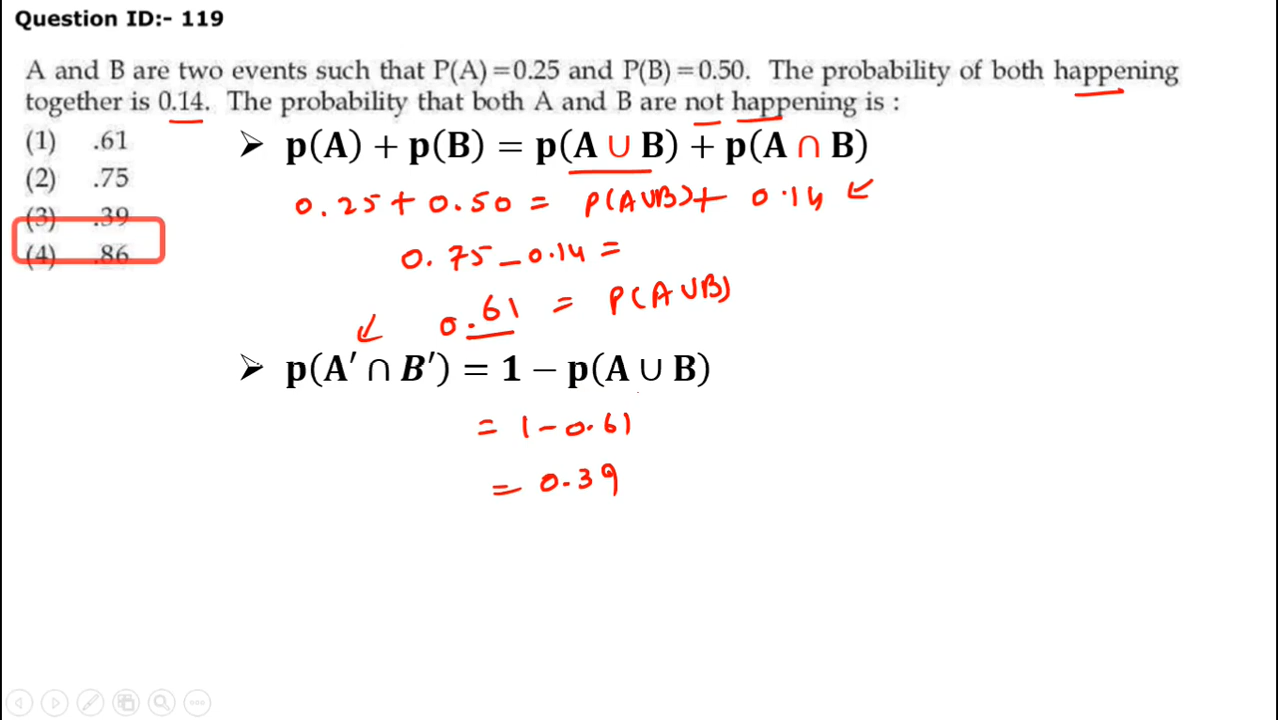 Question ID:- 119
A and B are two events such that P(A)=0.25 and P(B)=0.50. The probability of both happening
together is 0.14. The probability that both A and B are not happening is :
(1) .61
(2) .75
(3) .39
(4) .86
➢ p(A) + p(B) = p(A ∪ B) + p(A ∩ B)
0.25 + 0.50 = P(A∪B) + 0.14 ↙
0.75 – 0.14 =
0.61 = P(A∪B)
↙
➢ p(A′ ∩ B′) = 1 − p(A ∪ B)
= 1 – 0.61
= 0.39